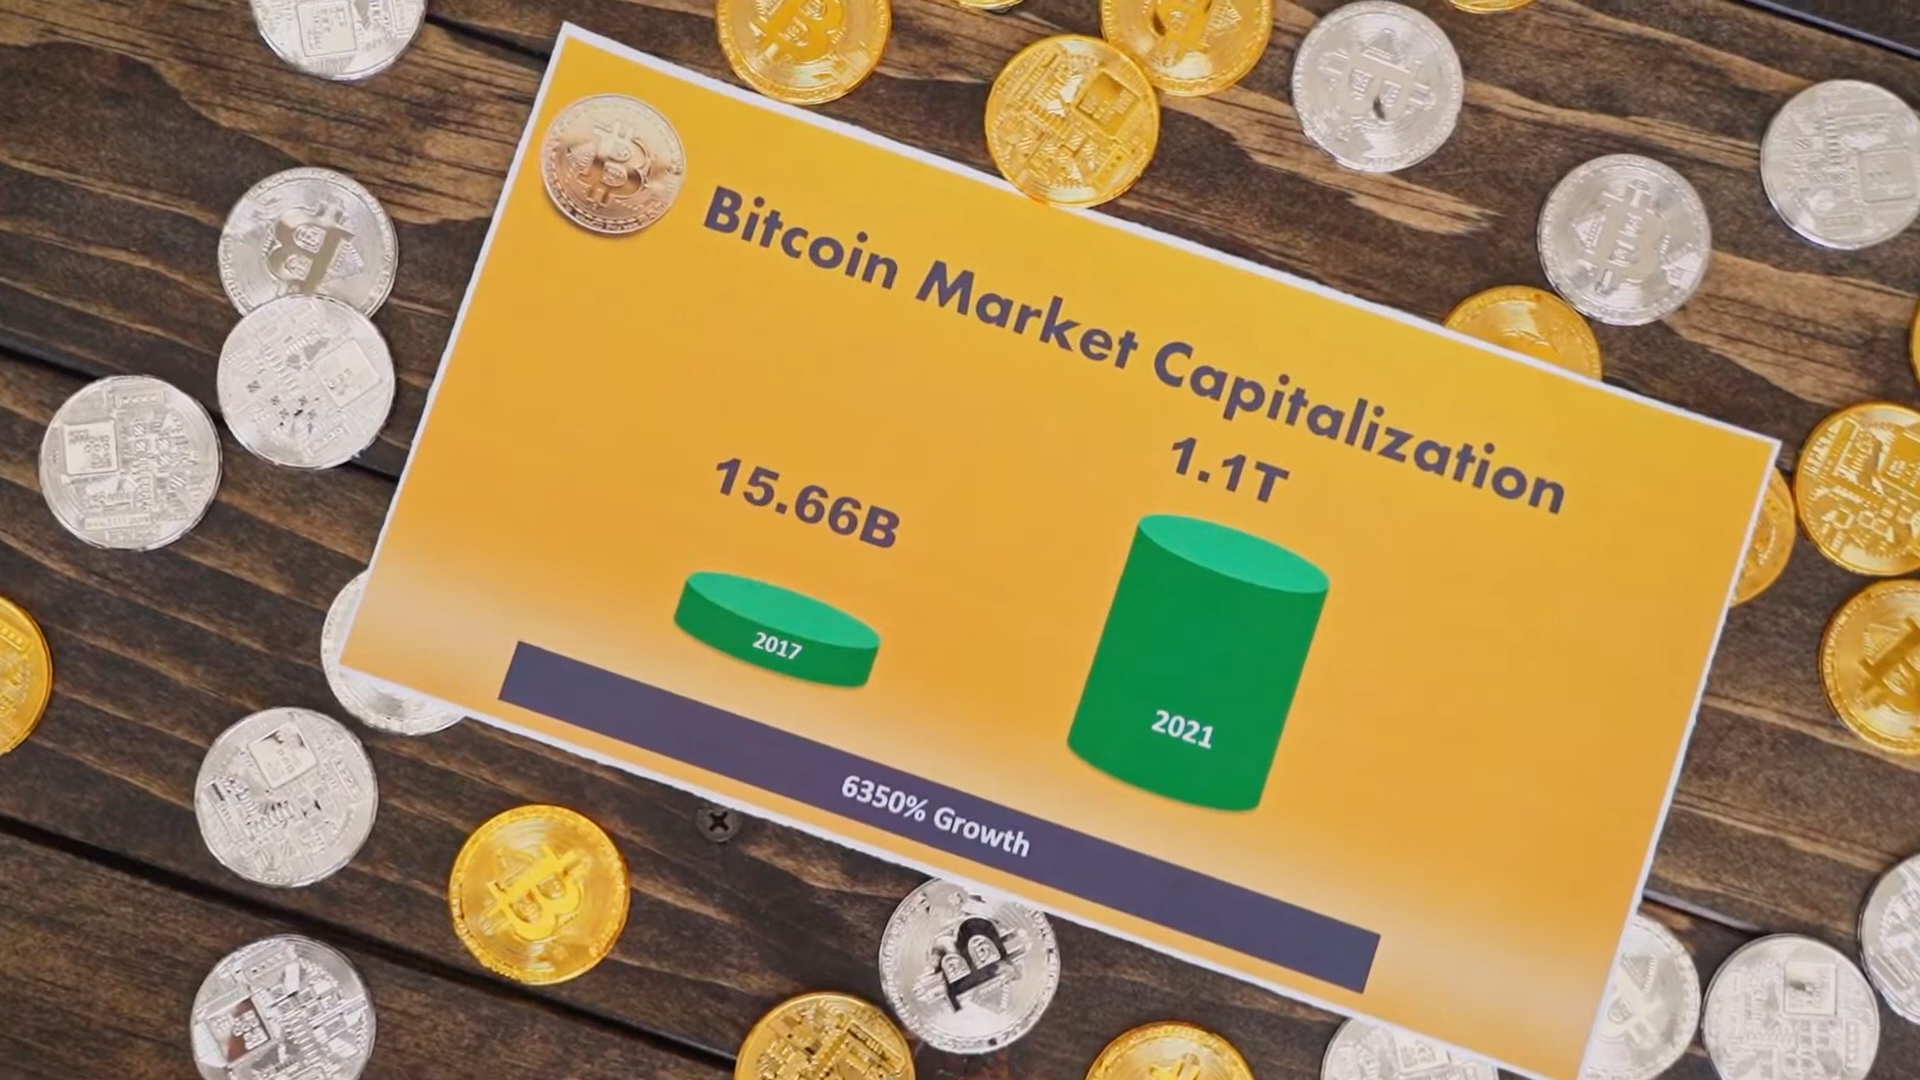 Bitcoin Market Capitalization
15.66B
1.1T
2017
2021
6350% Growth